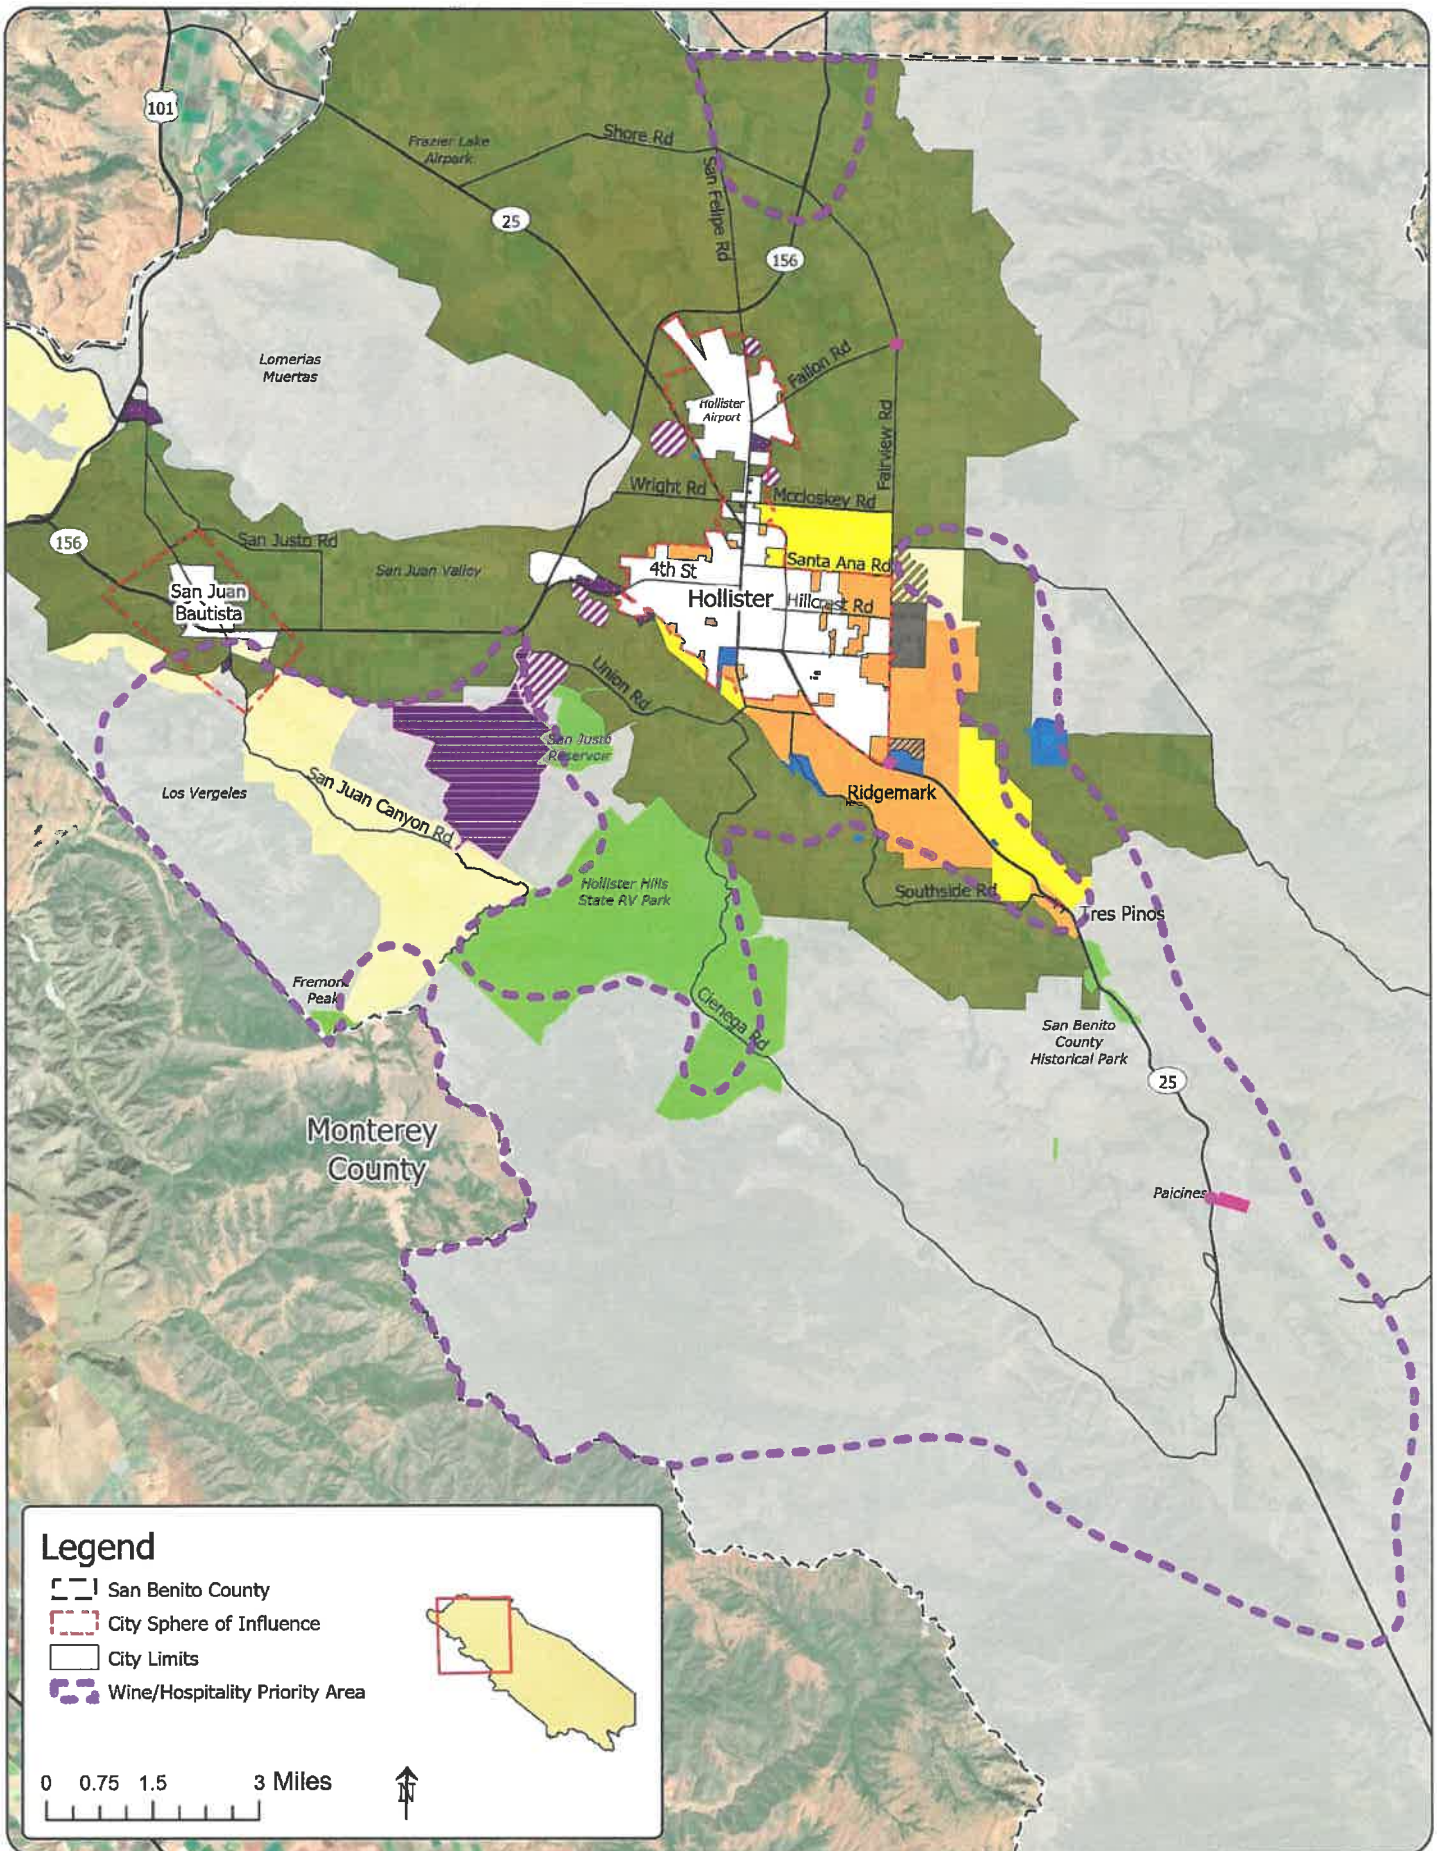 101
Frazier Lake
Airpark
Shore Rd
San Felipe Rd
25
156
Lomerias
Muertas
Hollister
Airport
Fallon Rd
Fairview Rd
Wright Rd
Mccloskey Rd
156
San Justo Rd
San Juan Valley
4th St
Santa Ana Rd
San Juan
Bautista
Hollister
Hillcrest Rd
Union Rd
San Justo
Reservoir
Los Vergeles
San Juan Canyon Rd
Ridgemark
Hollister Hills
State RV Park
Southside Rd
Tres Pinos
Fremont
Peak
Cienega Rd
San Benito
County
Historical Park
25
Monterey
County
Paicines
Legend
San Benito County
City Sphere of Influence
City Limits
Wine/Hospitality Priority Area
0 0.75 1.5 3 Miles
N